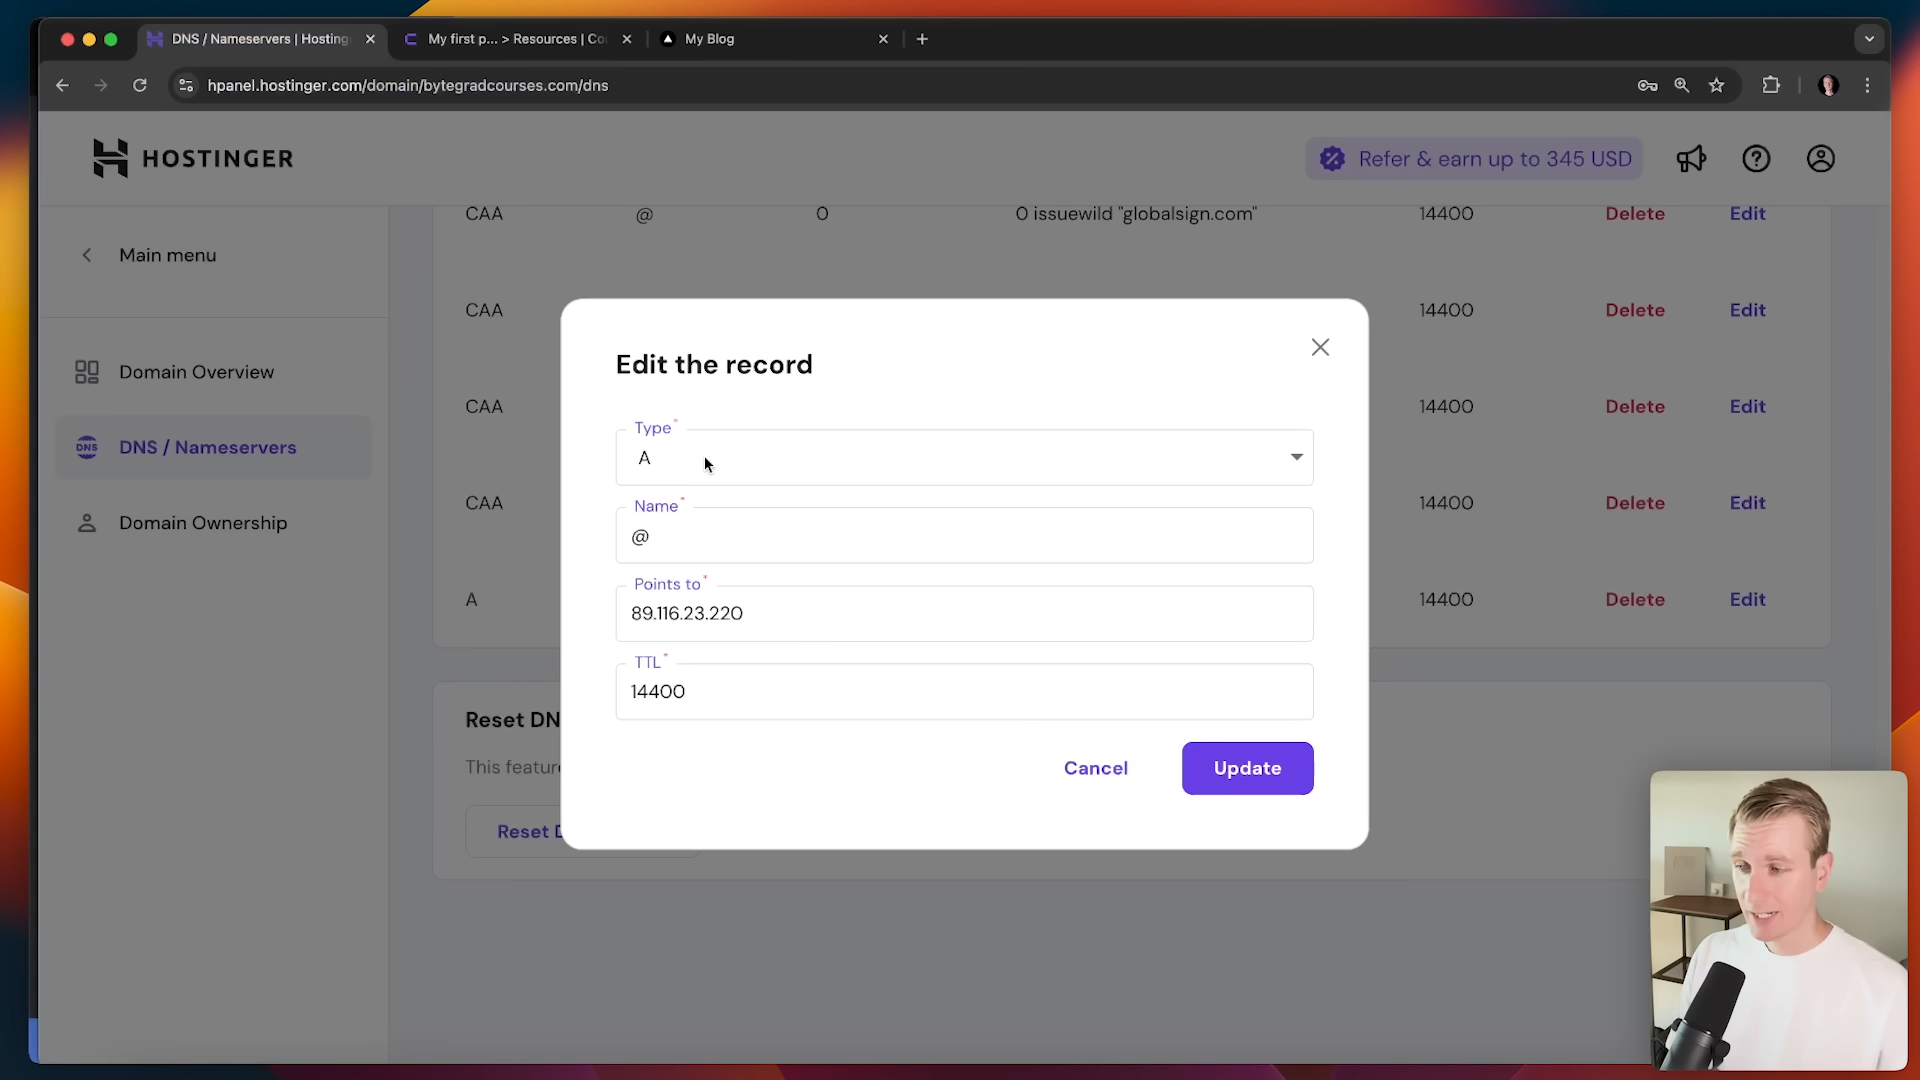 DNS / Nameservers | Hosting
My first p... > Resources | Co
My Blog
hpanel.hostinger.com/domain/bytegradcourses.com/dns
HOSTINGER
Refer & earn up to 345 USD
Main menu
Domain Overview
DNS
DNS / Nameservers
Domain Ownership
CAA @ 0 0 issuewild "globalsign.com" 14400 Delete Edit
CAA 14400 Delete Edit
CAA 14400 Delete Edit
CAA 14400 Delete Edit
A 14400 Delete Edit
Reset DN
This featur
Reset D
Edit the record
Type*
A
Name*
@
Points to*
89.116.23.220
TTL*
14400
Cancel
Update